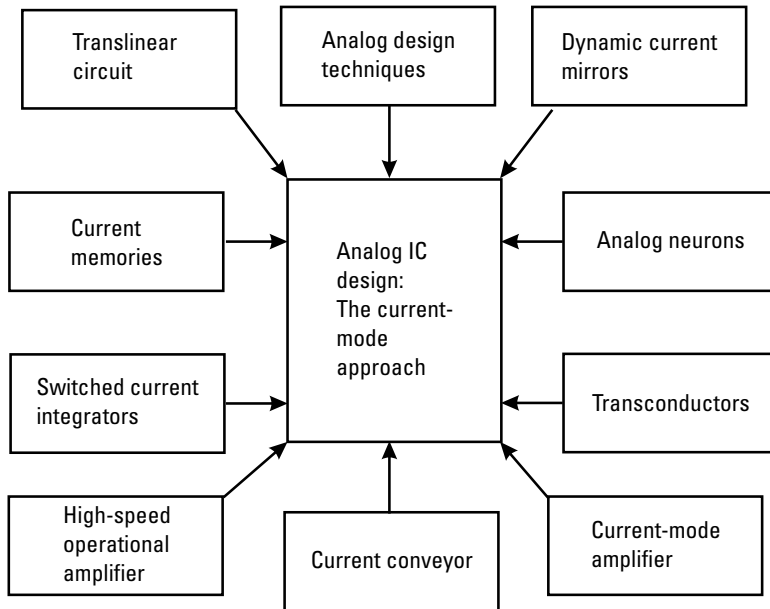 Translinear
circuit
Analog design
techniques
Dynamic current
mirrors
Current
memories
Analog IC
design:
The current-
mode
approach
Analog neurons
Switched current
integrators
Transconductors
High-speed
operational
amplifier
Current conveyor
Current-mode
amplifier